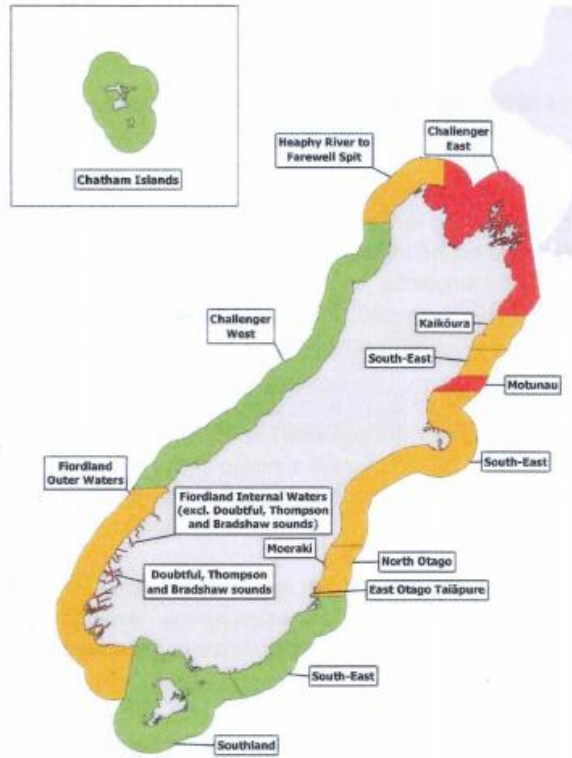 Chatham Islands
Heaphy River to
Farewell Spit
Challenger
East
Challenger
West
Kaikōura
South-East
Motunau
South-East
Fiordland
Outer Waters
Fiordland Internal Waters
(excl. Doubtful, Thompson
and Bradshaw sounds)
Moeraki
North Otago
Doubtful, Thompson
and Bradshaw sounds
East Otago Taiāpure
South-East
Southland